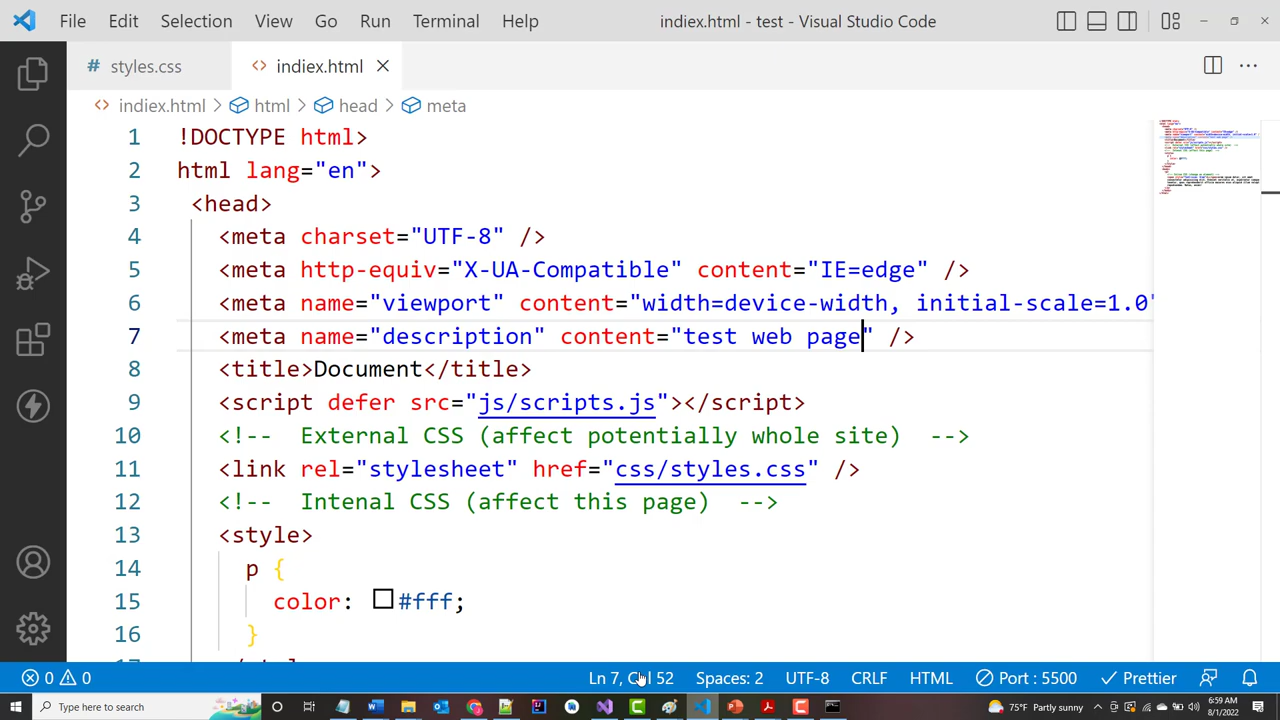 File Edit Selection View Go Run Terminal Help indiex.html - test - Visual Studio Code
# styles.css <> indiex.html
<> indiex.html > html > head > meta
1 !DOCTYPE html>
2 html lang="en">
3 <head>
4 <meta charset="UTF-8" />
5 <meta http-equiv="X-UA-Compatible" content="IE=edge" />
6 <meta name="viewport" content="width=device-width, initial-scale=1.0"
7 <meta name="description" content="test web page" />
8 <title>Document</title>
9 <script defer src="js/scripts.js"></script>
10 <!-- External CSS (affect potentially whole site) -->
11 <link rel="stylesheet" href="css/styles.css" />
12 <!-- Intenal CSS (affect this page) -->
13 <style>
14 p {
15 color: #fff;
16 }
0 0 Ln 7, Col 52 Spaces: 2 UTF-8 CRLF HTML Port : 5500 Prettier
Type here to search 75°F Partly sunny 6:59 AM
8/1/2022